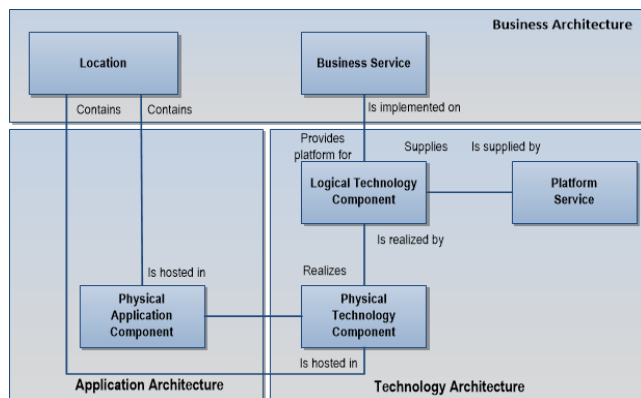 Business Architecture
Location
Business Service
Contains
Contains
Is implemented on
Provides
platform for
Supplies
Is supplied by
Logical Technology
Component
Platform
Service
Is realized by
Is hosted in
Realizes
Physical
Application
Component
Physical
Technology
Component
Is hosted in
Application Architecture
Technology Architecture